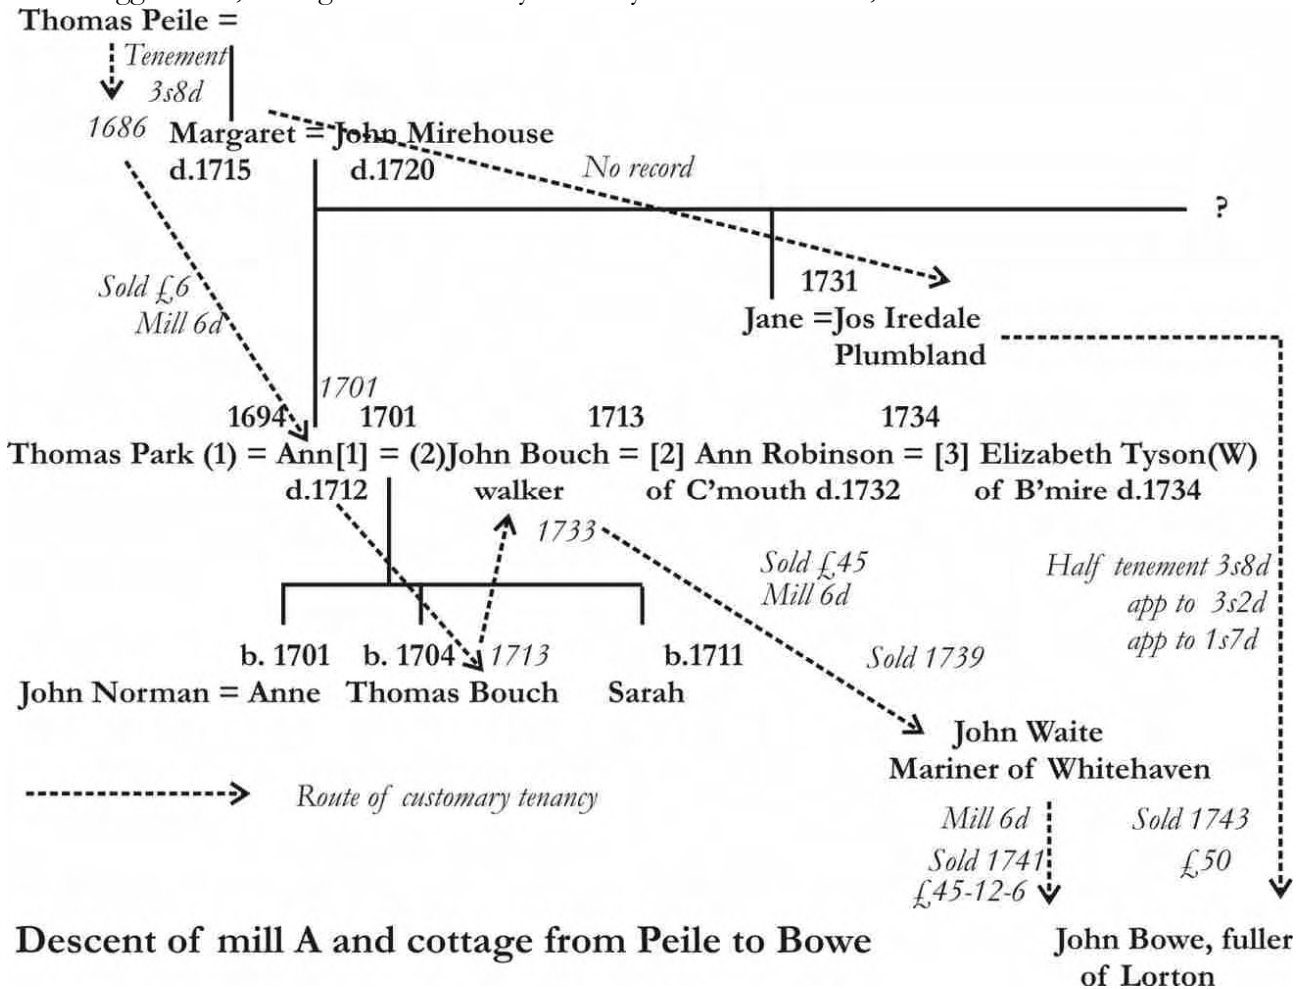 Thomas Peile =
Tenement
3s8d
1686 Margaret = John Mirehouse
d.1715 d.1720
No record
?
Sold £6
Mill 6d
1731
Jane =Jos Iredale
Plumbland
1701
1694 1701 1713 1734
Thomas Park (1) = Ann[1] = (2)John Bouch = [2] Ann Robinson = [3] Elizabeth Tyson(W)
d.1712 walker of C’mouth d.1732 of B’mire d.1734
1733
Sold £45
Mill 6d
Half tenement 3s8d
app to 3s2d
app to 1s7d
b. 1701 b. 1704 1713 b.1711
Sold 1739
John Norman = Anne Thomas Bouch Sarah
John Waite
Mariner of Whitehaven
Route of customary tenancy
Mill 6d Sold 1743
Sold 1741 £50
£45-12-6
Descent of mill A and cottage from Peile to Bowe
John Bowe, fuller
of Lorton